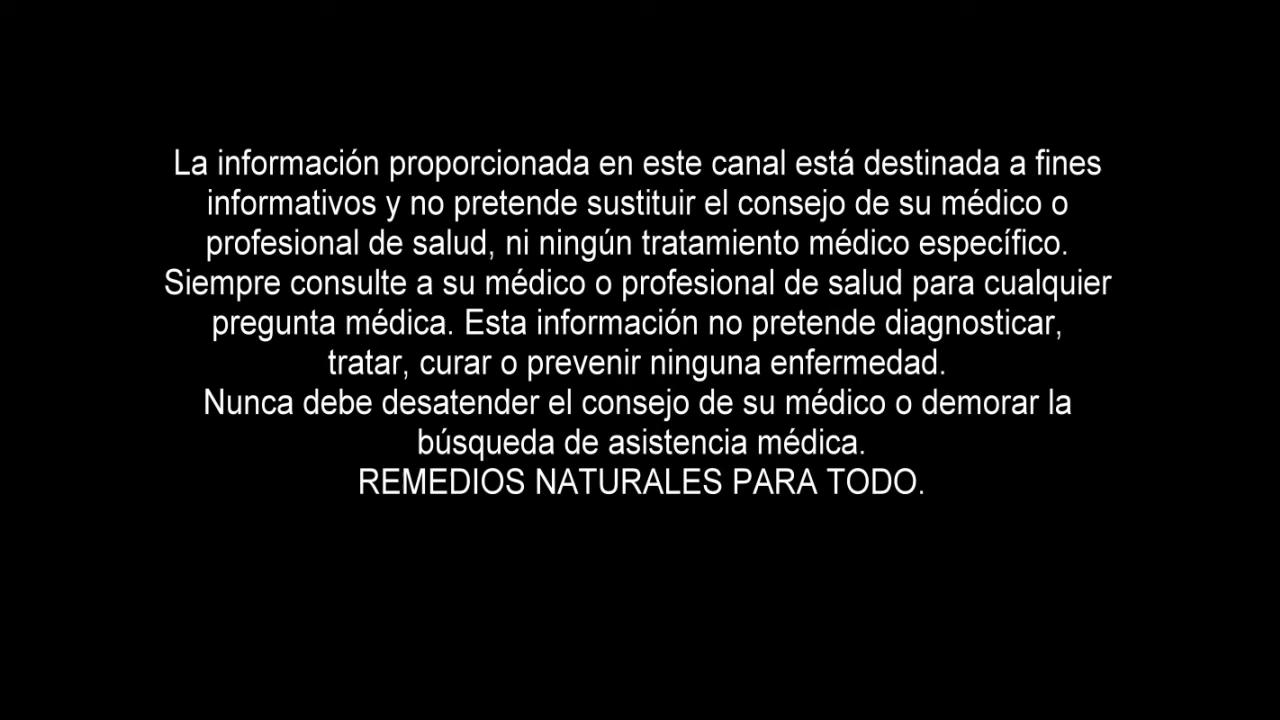 La información proporcionada en este canal está destinada a fines
informativos y no pretende sustituir el consejo de su médico o
profesional de salud, ni ningún tratamiento médico específico.
Siempre consulte a su médico o profesional de salud para cualquier
pregunta médica. Esta información no pretende diagnosticar,
tratar, curar o prevenir ninguna enfermedad.
Nunca debe desatender el consejo de su médico o demorar la
búsqueda de asistencia médica.
REMEDIOS NATURALES PARA TODO.